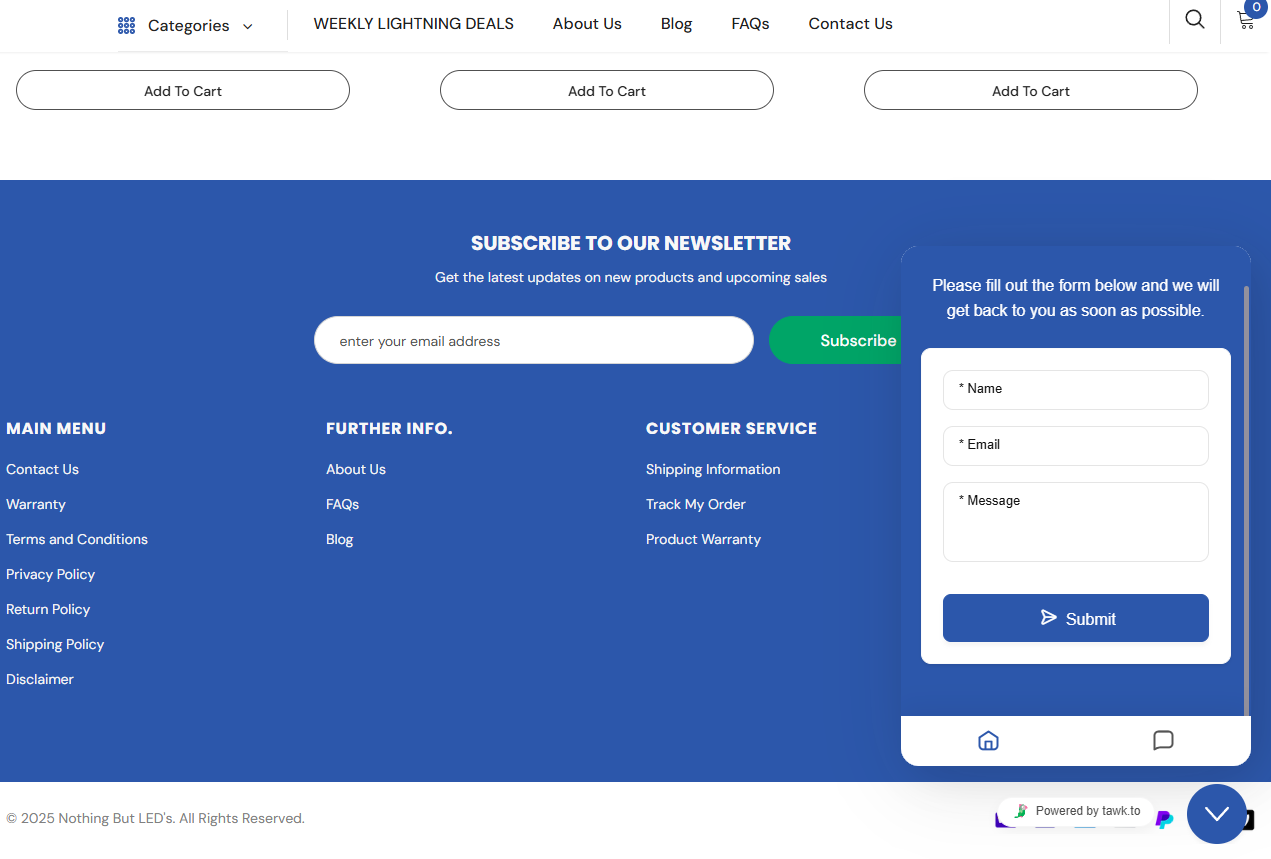 Categories
WEEKLY LIGHTNING DEALS
About Us
Blog
FAQs
Contact Us
0
Add To Cart
Add To Cart
Add To Cart
SUBSCRIBE TO OUR NEWSLETTER
Get the latest updates on new products and upcoming sales
enter your email address
Subscribe
MAIN MENU
Contact Us
Warranty
Terms and Conditions
Privacy Policy
Return Policy
Shipping Policy
Disclaimer
FURTHER INFO.
About Us
FAQs
Blog
CUSTOMER SERVICE
Shipping Information
Track My Order
Product Warranty
Please fill out the form below and we will
get back to you as soon as possible.
* Name
* Email
* Message
Submit
© 2025 Nothing But LED's. All Rights Reserved.
Powered by tawk.to